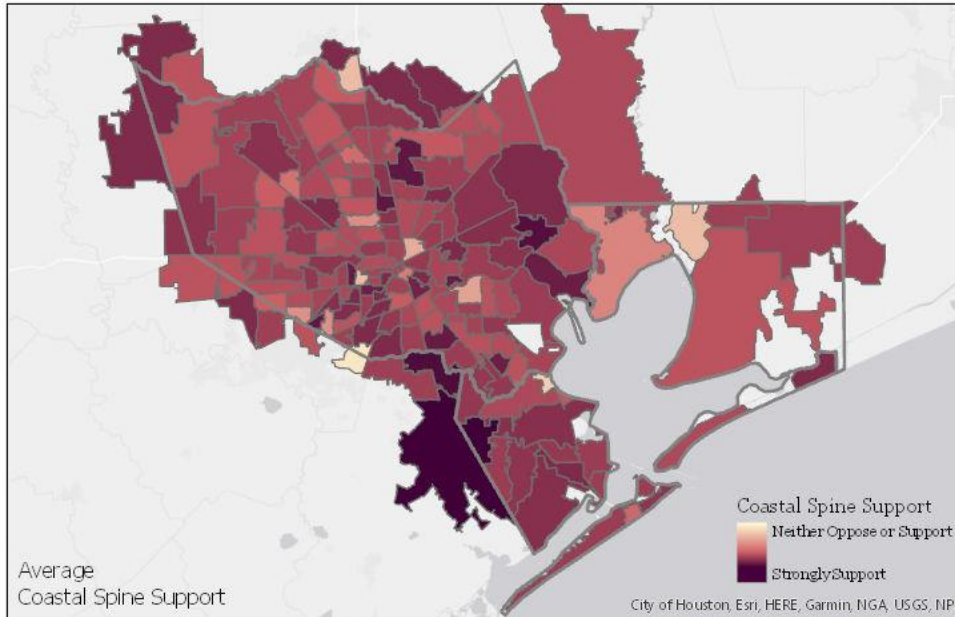 Coastal Spine Support
Neither Oppose or Support
Strongly Support
Average
Coastal Spine Support
City of Houston, Esri, HERE, Garmin, NGA, USGS, NP